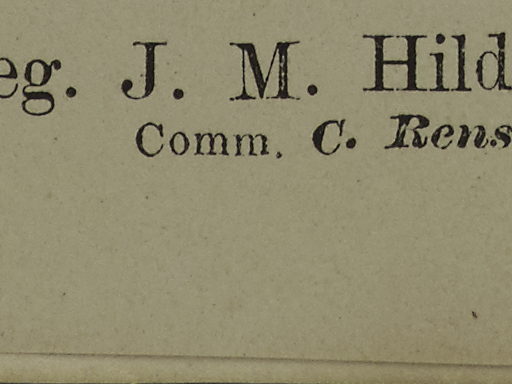 eg. J. M. Hild
Comm. C. Rens